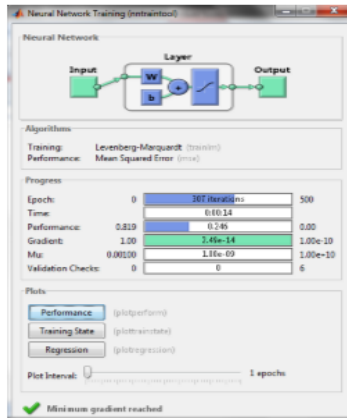 Neural Network Training (nntraintool)
Neural Network
Layer
Input
Output
W
b
+
Algorithms
Training: Levenberg-Marquardt (trainlm)
Performance: Mean Squared Error (mse)
Progress
Epoch: 0 207 iterations 500
Time: 0:00:14
Performance: 0.819 0.246 0.00
Gradient: 1.00 1.00e-10
Mu: 0.00100 1.00e-09 1.00e+10
Validation Checks: 0 0 6
Plots
Performance (plotperform)
Training State (plottrainstate)
Regression (plotregression)
Plot Interval: 1 epochs
Minimum gradient reached